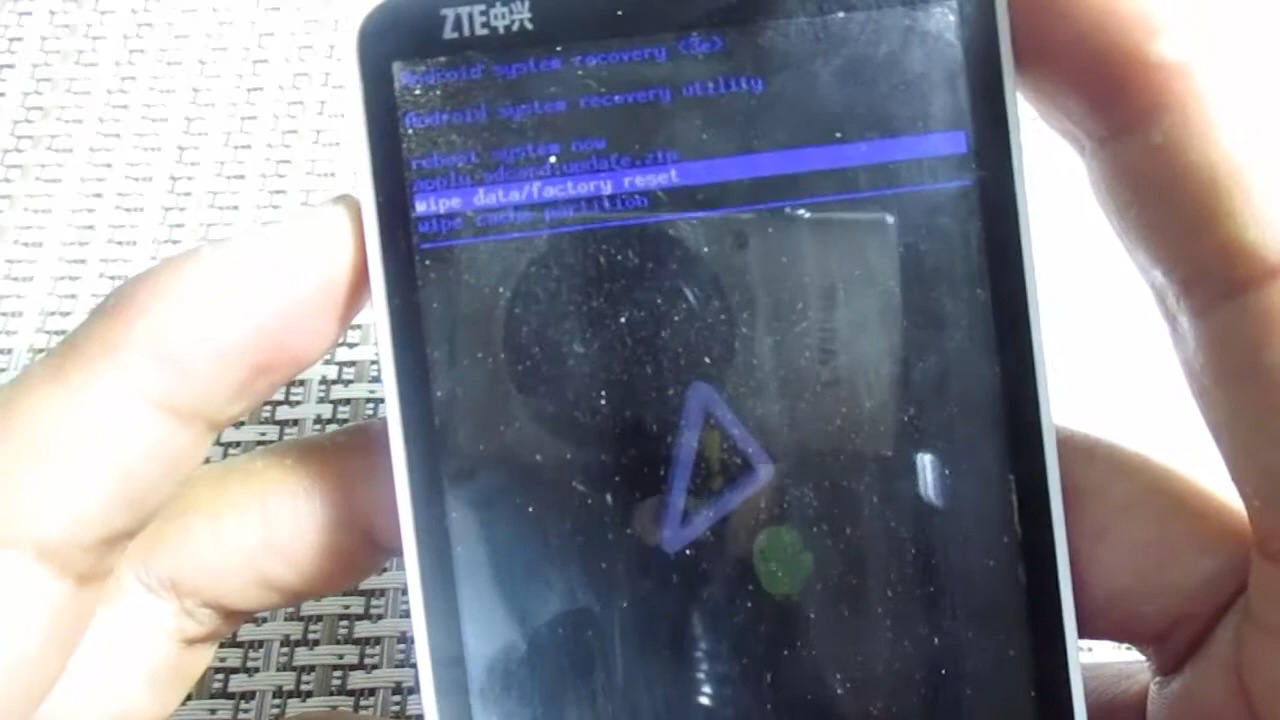 ZTE中兴
Android system recovery <3e>
Android system recovery utility
reboot system now
apply sdcard:update.zip
wipe data/factory reset
wipe cache partition